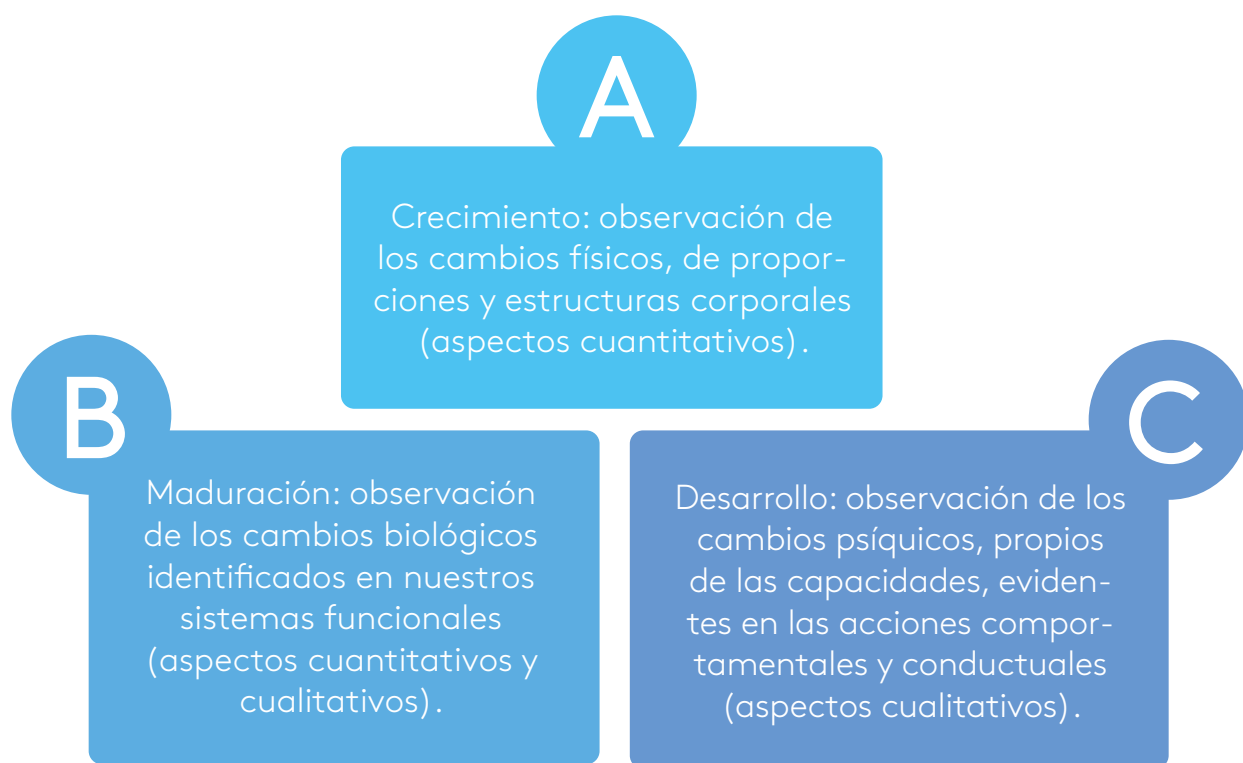 A
Crecimiento: observación de
los cambios físicos, de propor-
ciones y estructuras corporales
(aspectos cuantitativos).
B
Maduración: observación
de los cambios biológicos
identificados en nuestros
sistemas funcionales
(aspectos cuantitativos y
cualitativos).
C
Desarrollo: observación de los
cambios psíquicos, propios
de las capacidades, eviden-
tes en las acciones compor-
tamentales y conductuales
(aspectos cualitativos).